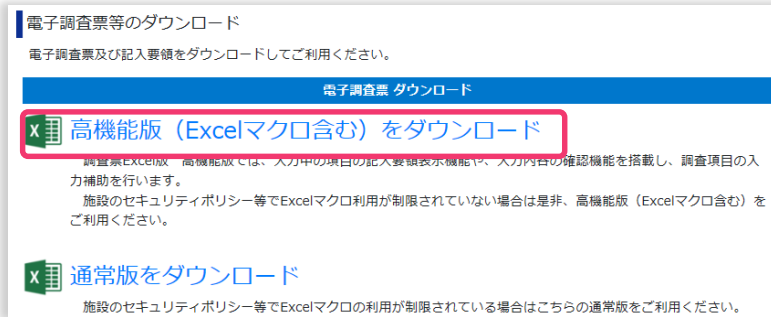 電子調査票等のダウンロード
電子調査票及び記入要領をダウンロードしてご利用ください。
電子調査票 ダウンロード
高機能版（Excelマクロ含む）をダウンロード
調査票Excel版 高機能版では、入力中の項目の記入要領表示機能や、入力内容の確認機能を搭載し、調査項目の入
力補助を行います。
施設のセキュリティポリシー等でExcelマクロ利用が制限されていない場合は是非、高機能版（Excelマクロ含む）を
ご利用ください。
通常版をダウンロード
施設のセキュリティポリシー等でExcelマクロの利用が制限されている場合はこちらの通常版をご利用ください。